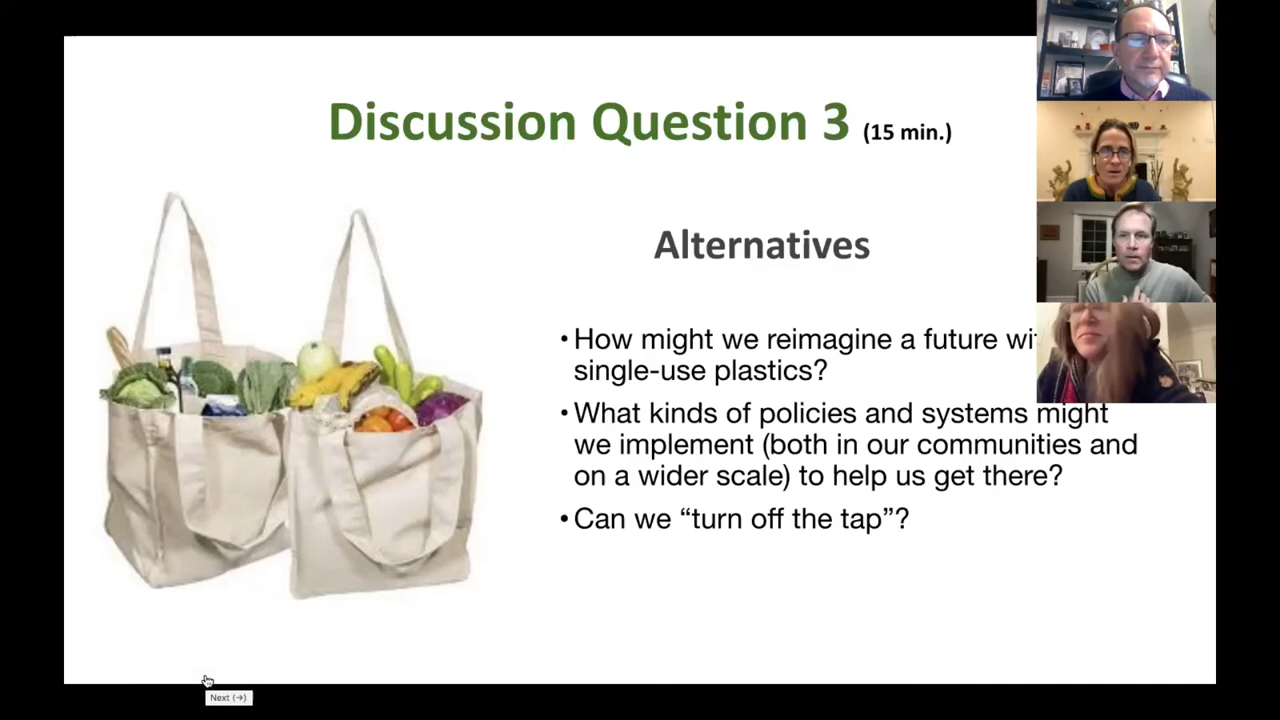 Discussion Question 3 (15 min.)
Alternatives
• How might we reimagine a future
single-use plastics?
• What kinds of policies and systems might
we implement (both in our communities and
on a wider scale) to help us get there?
• Can we “turn off the tap”?
Next (→)